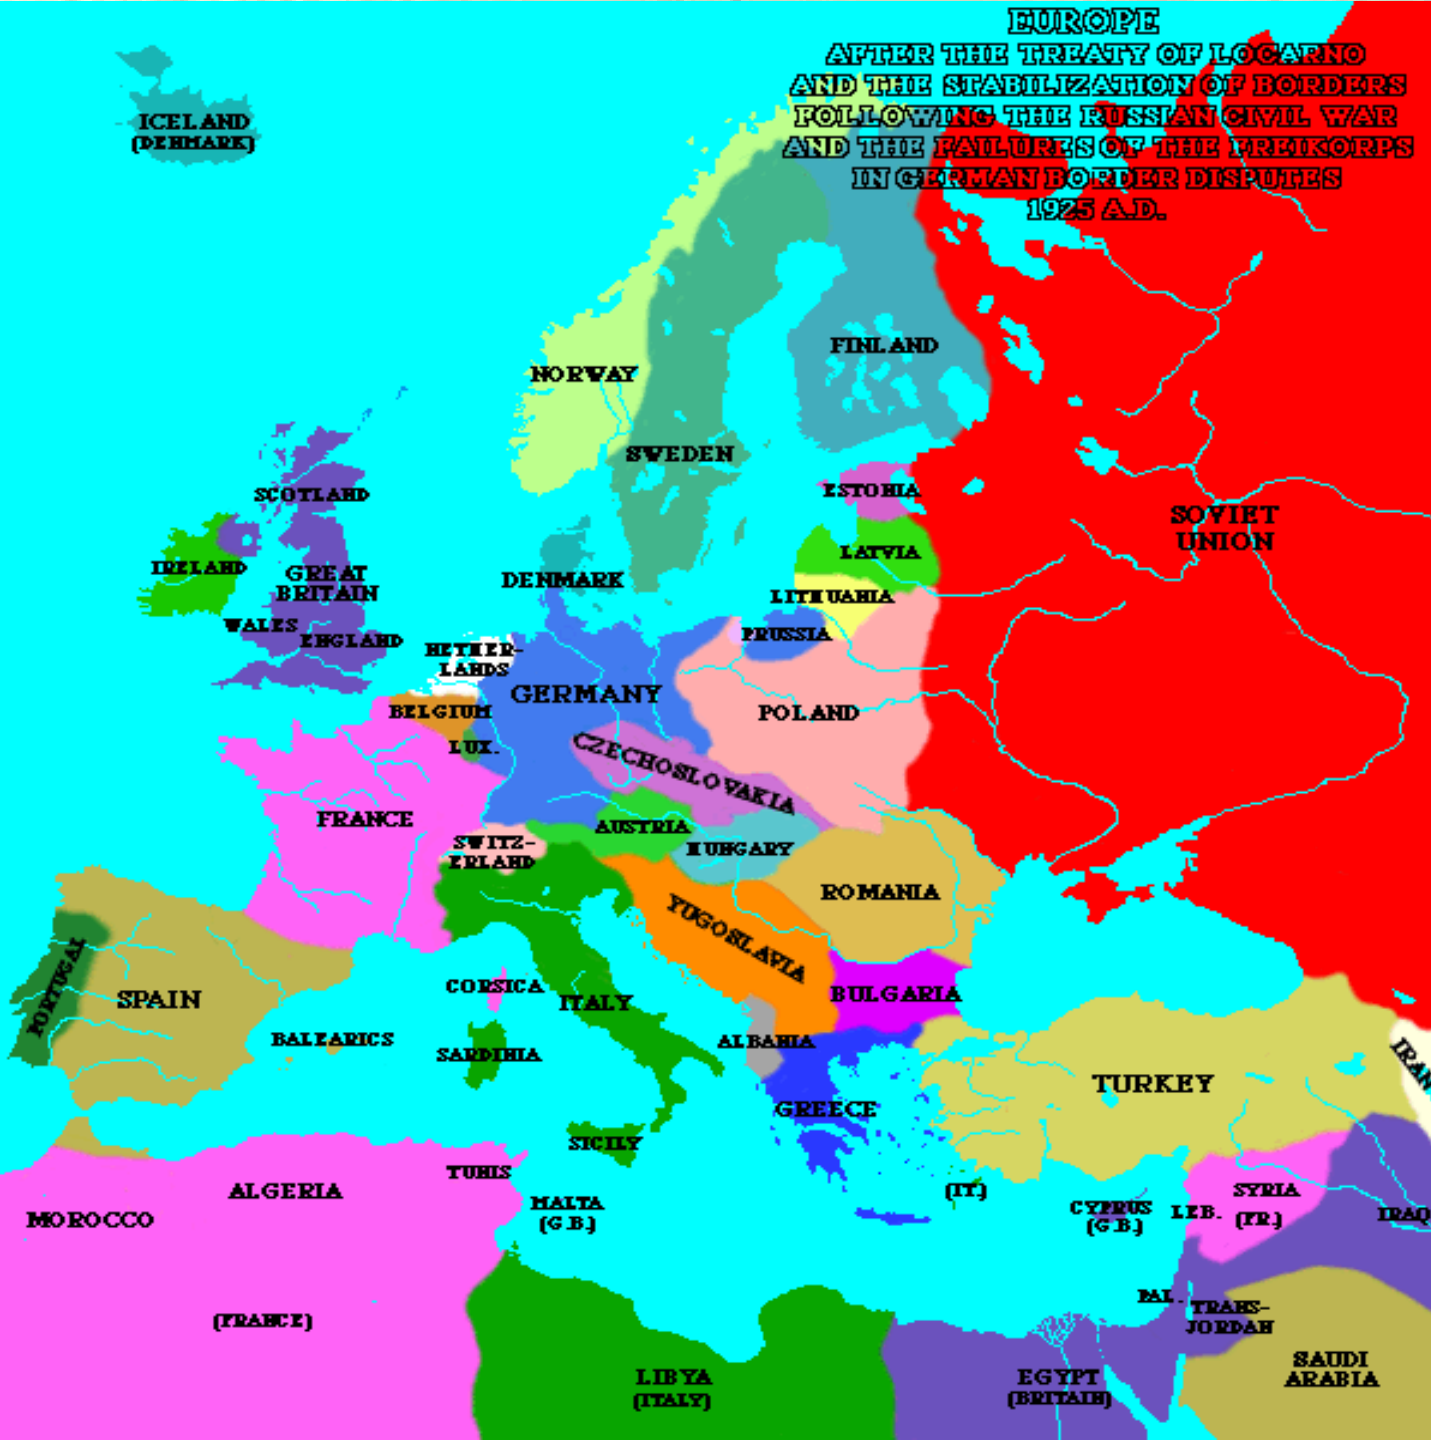 EUROPE
AFTER THE TREATY OF LOCARNO
AND THE STABILIZATION OF BORDERS
FOLLOWING THE RUSSIAN CIVIL WAR
AND THE FAILURES OF THE FREIKORPS
IN GERMAN BORDER DISPUTES
1925 A.D.
ICELAND
(DENMARK)
FINLAND
NORWAY
SWEDEN
SCOTLAND
ESTONIA
SOVIET
UNION
LATVIA
IRELAND
GREAT
BRITAIN
DENMARK
LITHUANIA
WALES
ENGLAND
PRUSSIA
NETHER-
LANDS
GERMANY
BELGIUM
POLAND
LUX.
CZECHOSLOVAKIA
FRANCE
AUSTRIA
SWITZ-
ERLAND
HUNGARY
ROMANIA
YUGOSLAVIA
PORTUGAL
SPAIN
CORSICA
ITALY
BULGARIA
BALEARICS
SARDINIA
ALBANIA
IRAN
TURKEY
GREECE
SICILY
TUNIS
ALGERIA
MOROCCO
MALTA
(G.B.)
(IT.)
CYPRUS
(G.B.)
LEB.
SYRIA
(FR.)
IRAQ
PAL.
TRANS-
JORDAN
(FRANCE)
LIBYA
(ITALY)
EGYPT
(BRITAIN)
SAUDI
ARABIA